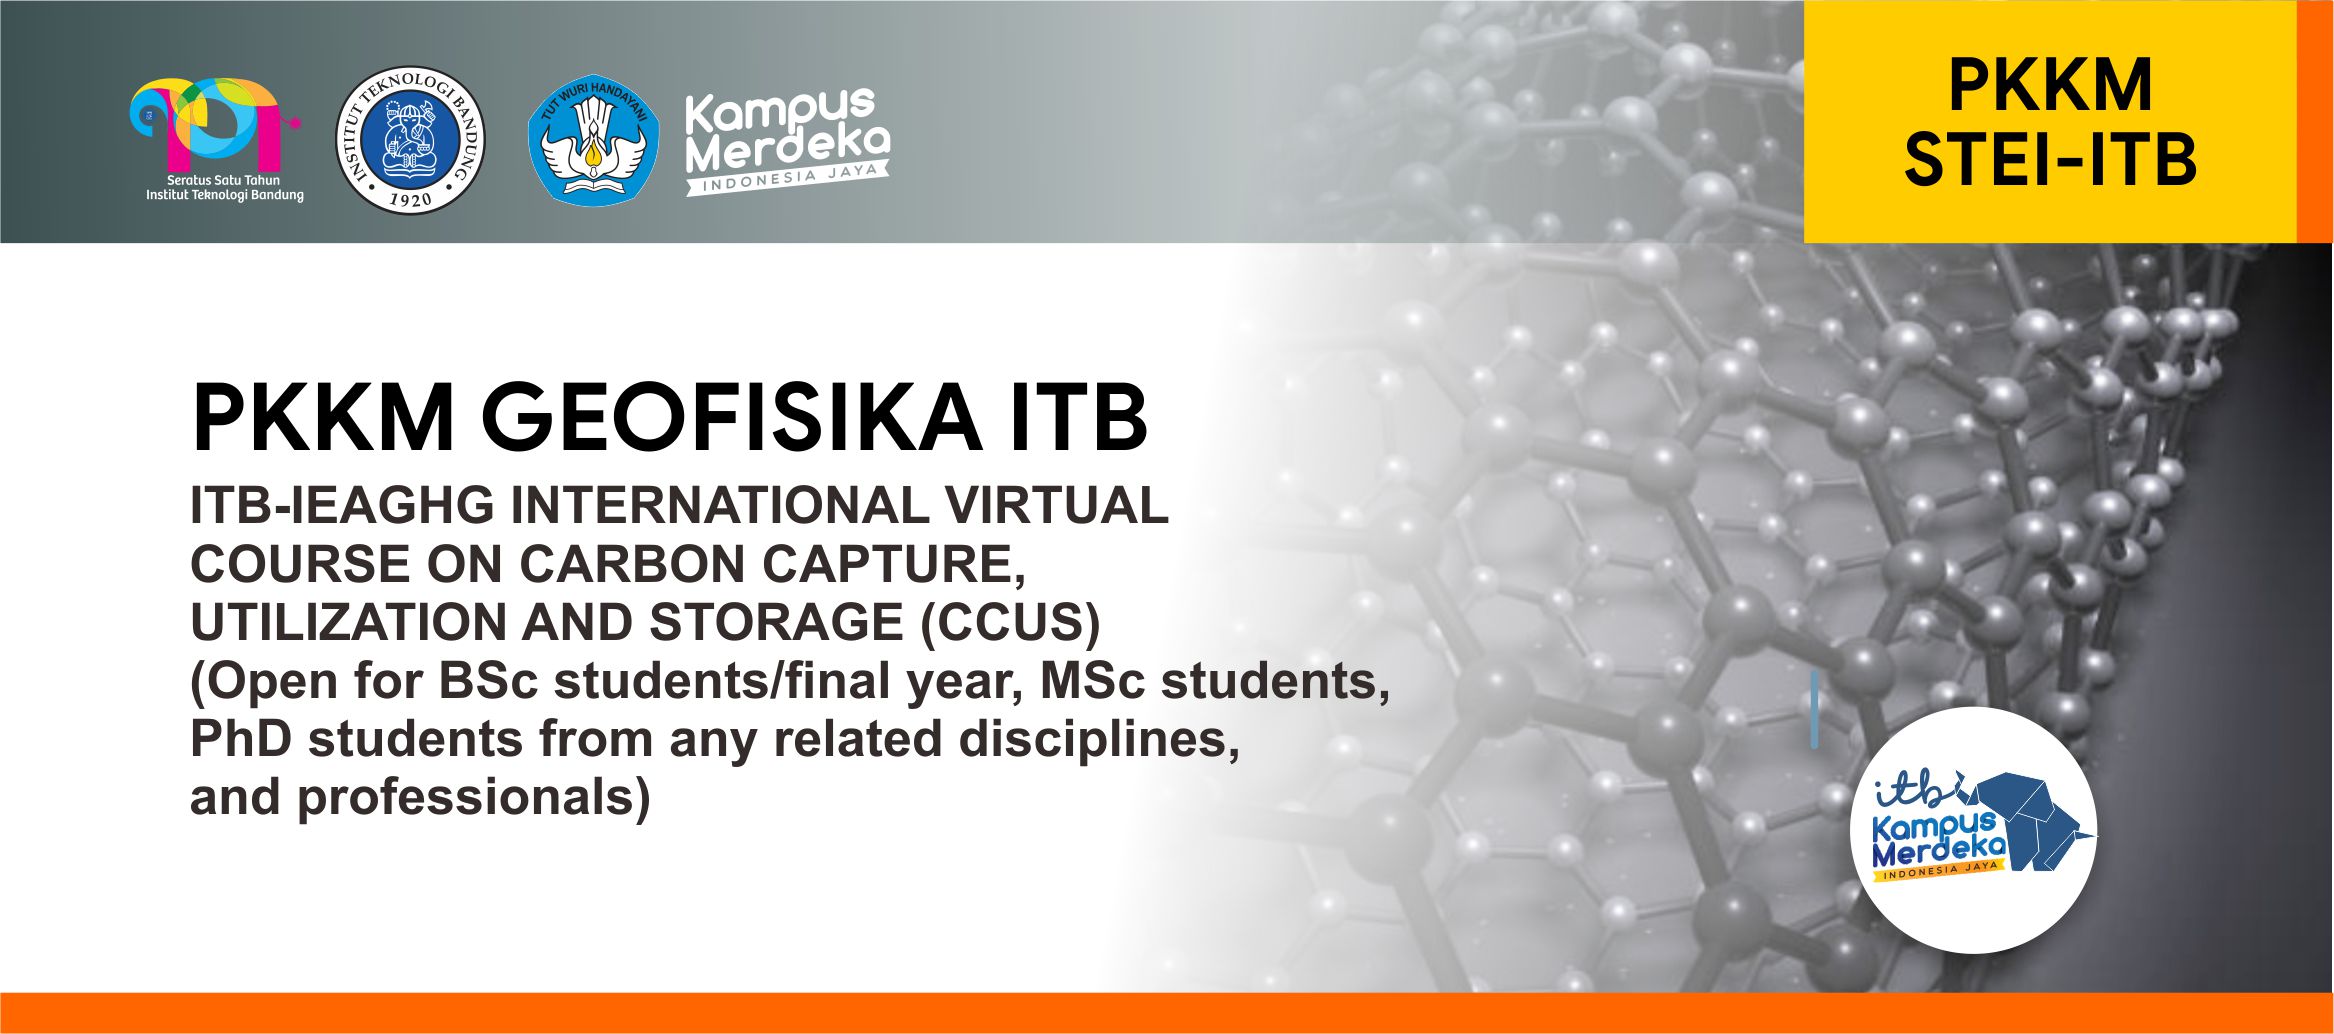 Seratus Satu Tahun
Institut Teknologi Bandung
INSTITUT TEKNOLOGI BANDUNG
• 1920 •
TUT WURI HANDAYANI
Kampus
Merdeka
INDONESIA JAYA
PKKM
STEI-ITB
PKKM GEOFISIKA ITB
ITB-IEAGHG INTERNATIONAL VIRTUAL
COURSE ON CARBON CAPTURE,
UTILIZATION AND STORAGE (CCUS)
(Open for BSc students/final year, MSc students,
PhD students from any related disciplines,
and professionals)
itb
Kampus
Merdeka
INDONESIA JAYA